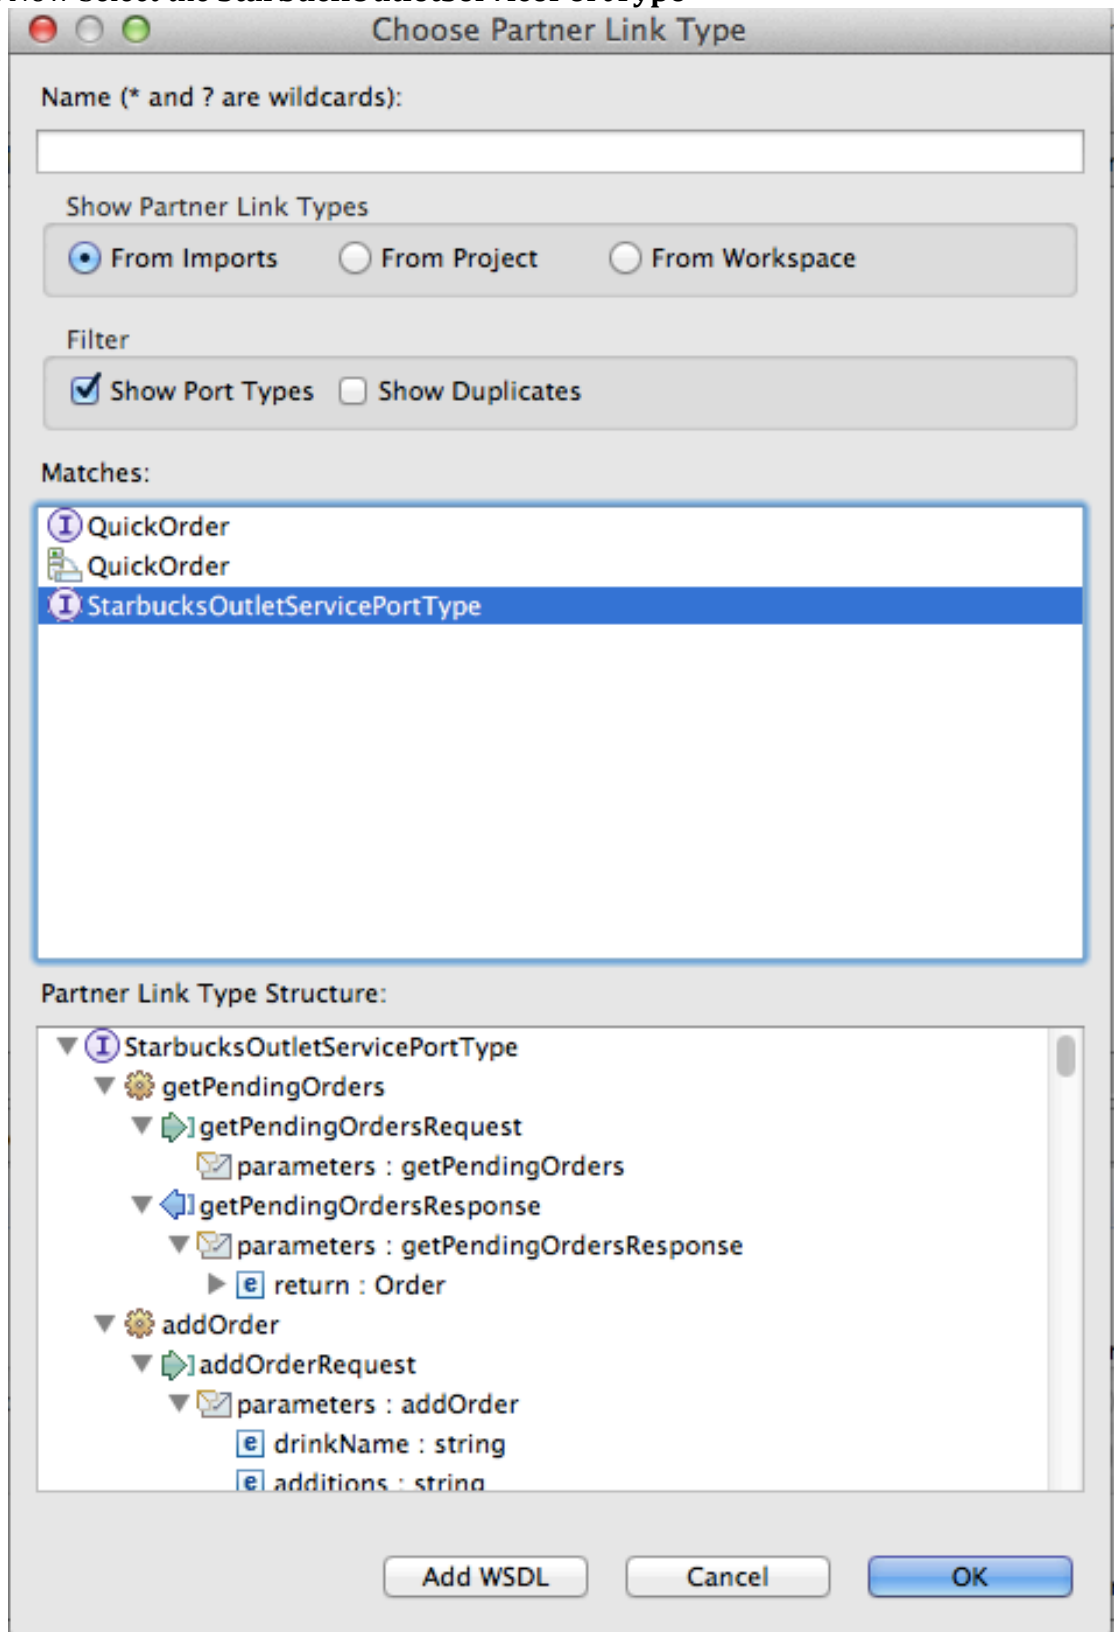 Choose Partner Link Type
Name (* and ? are wildcards):
Show Partner Link Types
From Imports From Project From Workspace
Filter
Show Port Types Show Duplicates
Matches:
QuickOrder
QuickOrder
StarbucksOutletServicePortType
Partner Link Type Structure:
StarbucksOutletServicePortType
getPendingOrders
getPendingOrdersRequest
parameters : getPendingOrders
getPendingOrdersResponse
parameters : getPendingOrdersResponse
return : Order
addOrder
addOrderRequest
parameters : addOrder
drinkName : string
additions : string
Add WSDL Cancel OK